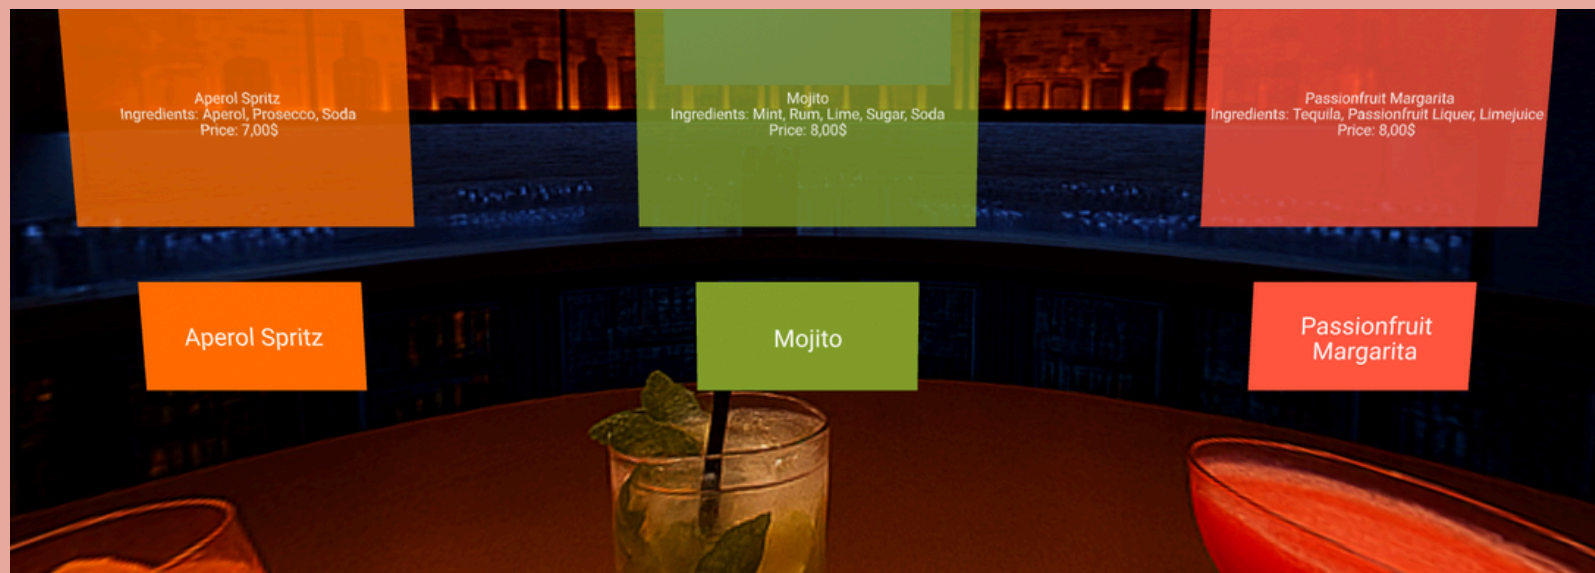 Aperol Spritz
Ingredients: Aperol, Prosecco, Soda
Price: 7,00$
Mojito
Ingredients: Mint, Rum, Lime, Sugar, Soda
Price: 8,00$
Passionfruit Margarita
Ingredients: Tequila, Passionfruit Liquer, Limejuice
Price: 8,00$
Aperol Spritz
Mojito
Passionfruit
Margarita